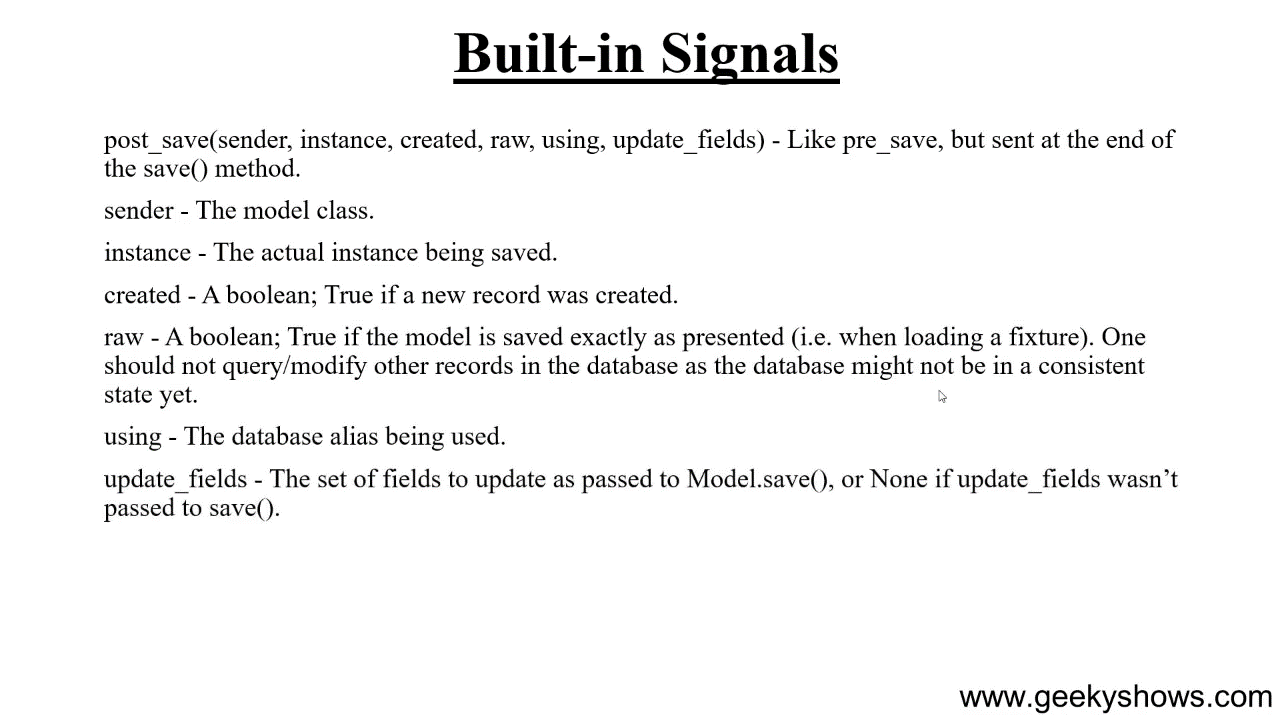 Built-in Signals
post_save(sender, instance, created, raw, using, update_fields) - Like pre_save, but sent at the end of
the save() method.
sender - The model class.
instance - The actual instance being saved.
created - A boolean; True if a new record was created.
raw - A boolean; True if the model is saved exactly as presented (i.e. when loading a fixture). One
should not query/modify other records in the database as the database might not be in a consistent
state yet.
using - The database alias being used.
update_fields - The set of fields to update as passed to Model.save(), or None if update_fields wasn’t
passed to save().
www.geekyshows.com